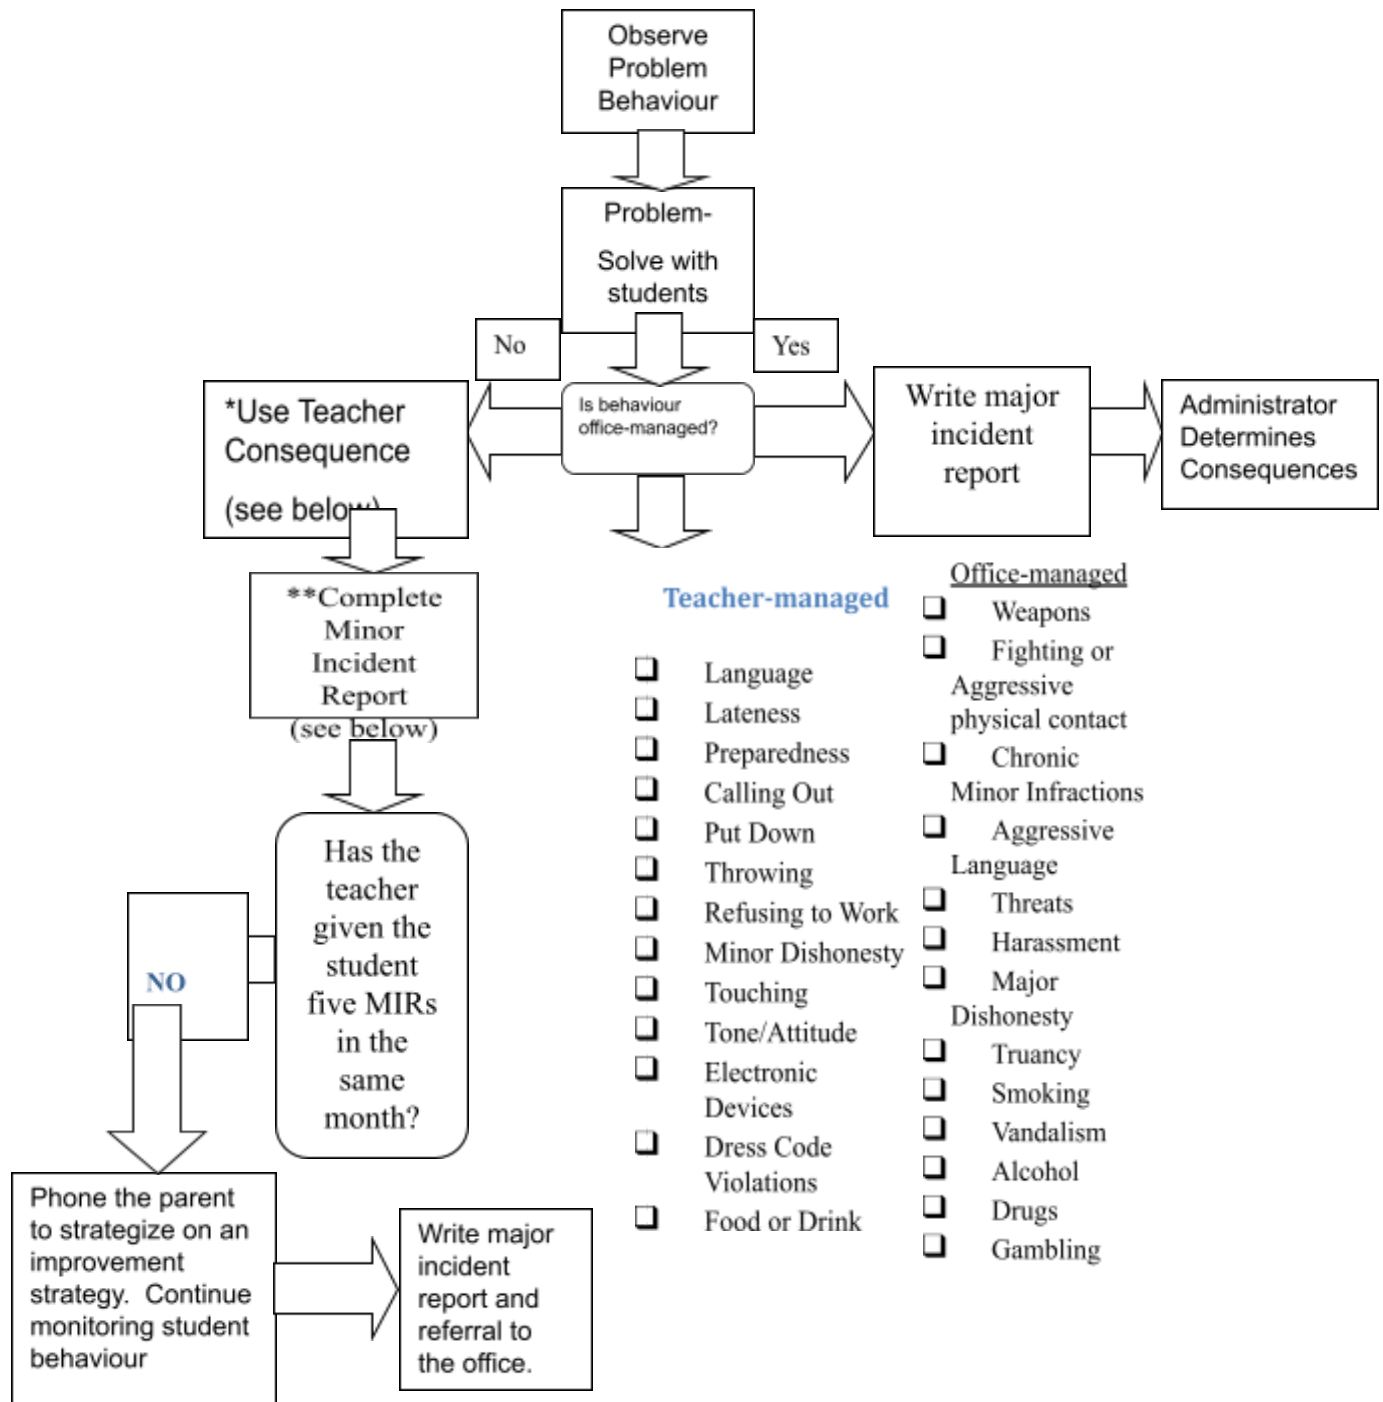 Observe
Problem
Behaviour
Problem-
Solve with
students
No
Yes
Is behaviour
office-managed?
*Use Teacher
Consequence
(see below)
Write major
incident
report
Administrator
Determines
Consequences
**Complete
Minor
Incident
Report
(see below)
Has the
teacher
given the
student
five MIRs
in the
same
month?
NO
Phone the parent
to strategize on an
improvement
strategy. Continue
monitoring student
behaviour
Write major
incident
report and
referral to
the office.
Teacher-managed
Language
Lateness
Preparedness
Calling Out
Put Down
Throwing
Refusing to Work
Minor Dishonesty
Touching
Tone/Attitude
Electronic
Devices
Dress Code
Violations
Food or Drink
Office-managed
Weapons
Fighting or
Aggressive
physical contact
Chronic
Minor Infractions
Aggressive
Language
Threats
Harassment
Major
Dishonesty
Truancy
Smoking
Vandalism
Alcohol
Drugs
Gambling